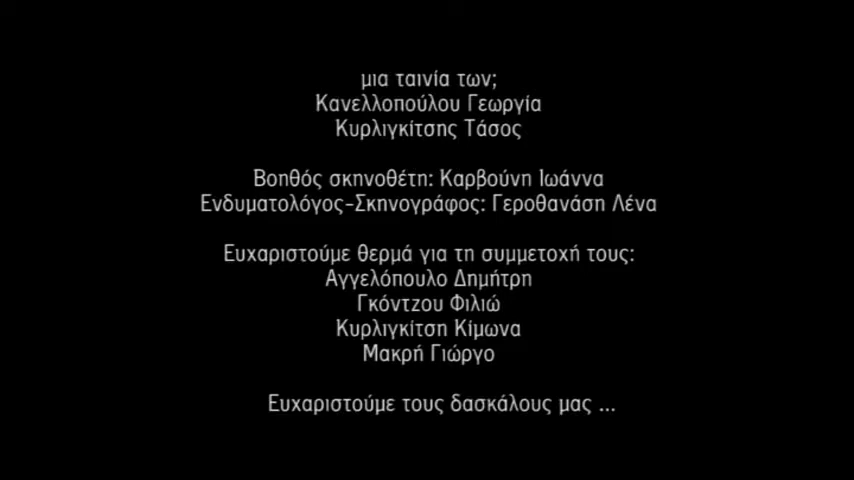 μια ταινία των;
Κανελλοπούλου Γεωργία
Κυρλιγκίτσης Τάσος
Βοηθός σκηνοθέτη: Καρβούνη Ιωάννα
Ενδυματολόγος-Σκηνογράφος: Γεροθανάση Λένα
Ευχαριστούμε θερμά για τη συμμετοχή τους:
Αγγελόπουλο Δημήτρη
Γκόντζου Φιλιώ
Κυρλιγκίτση Κίμωνα
Μακρή Γιώργο
Ευχαριστούμε τους δασκάλους μας ...